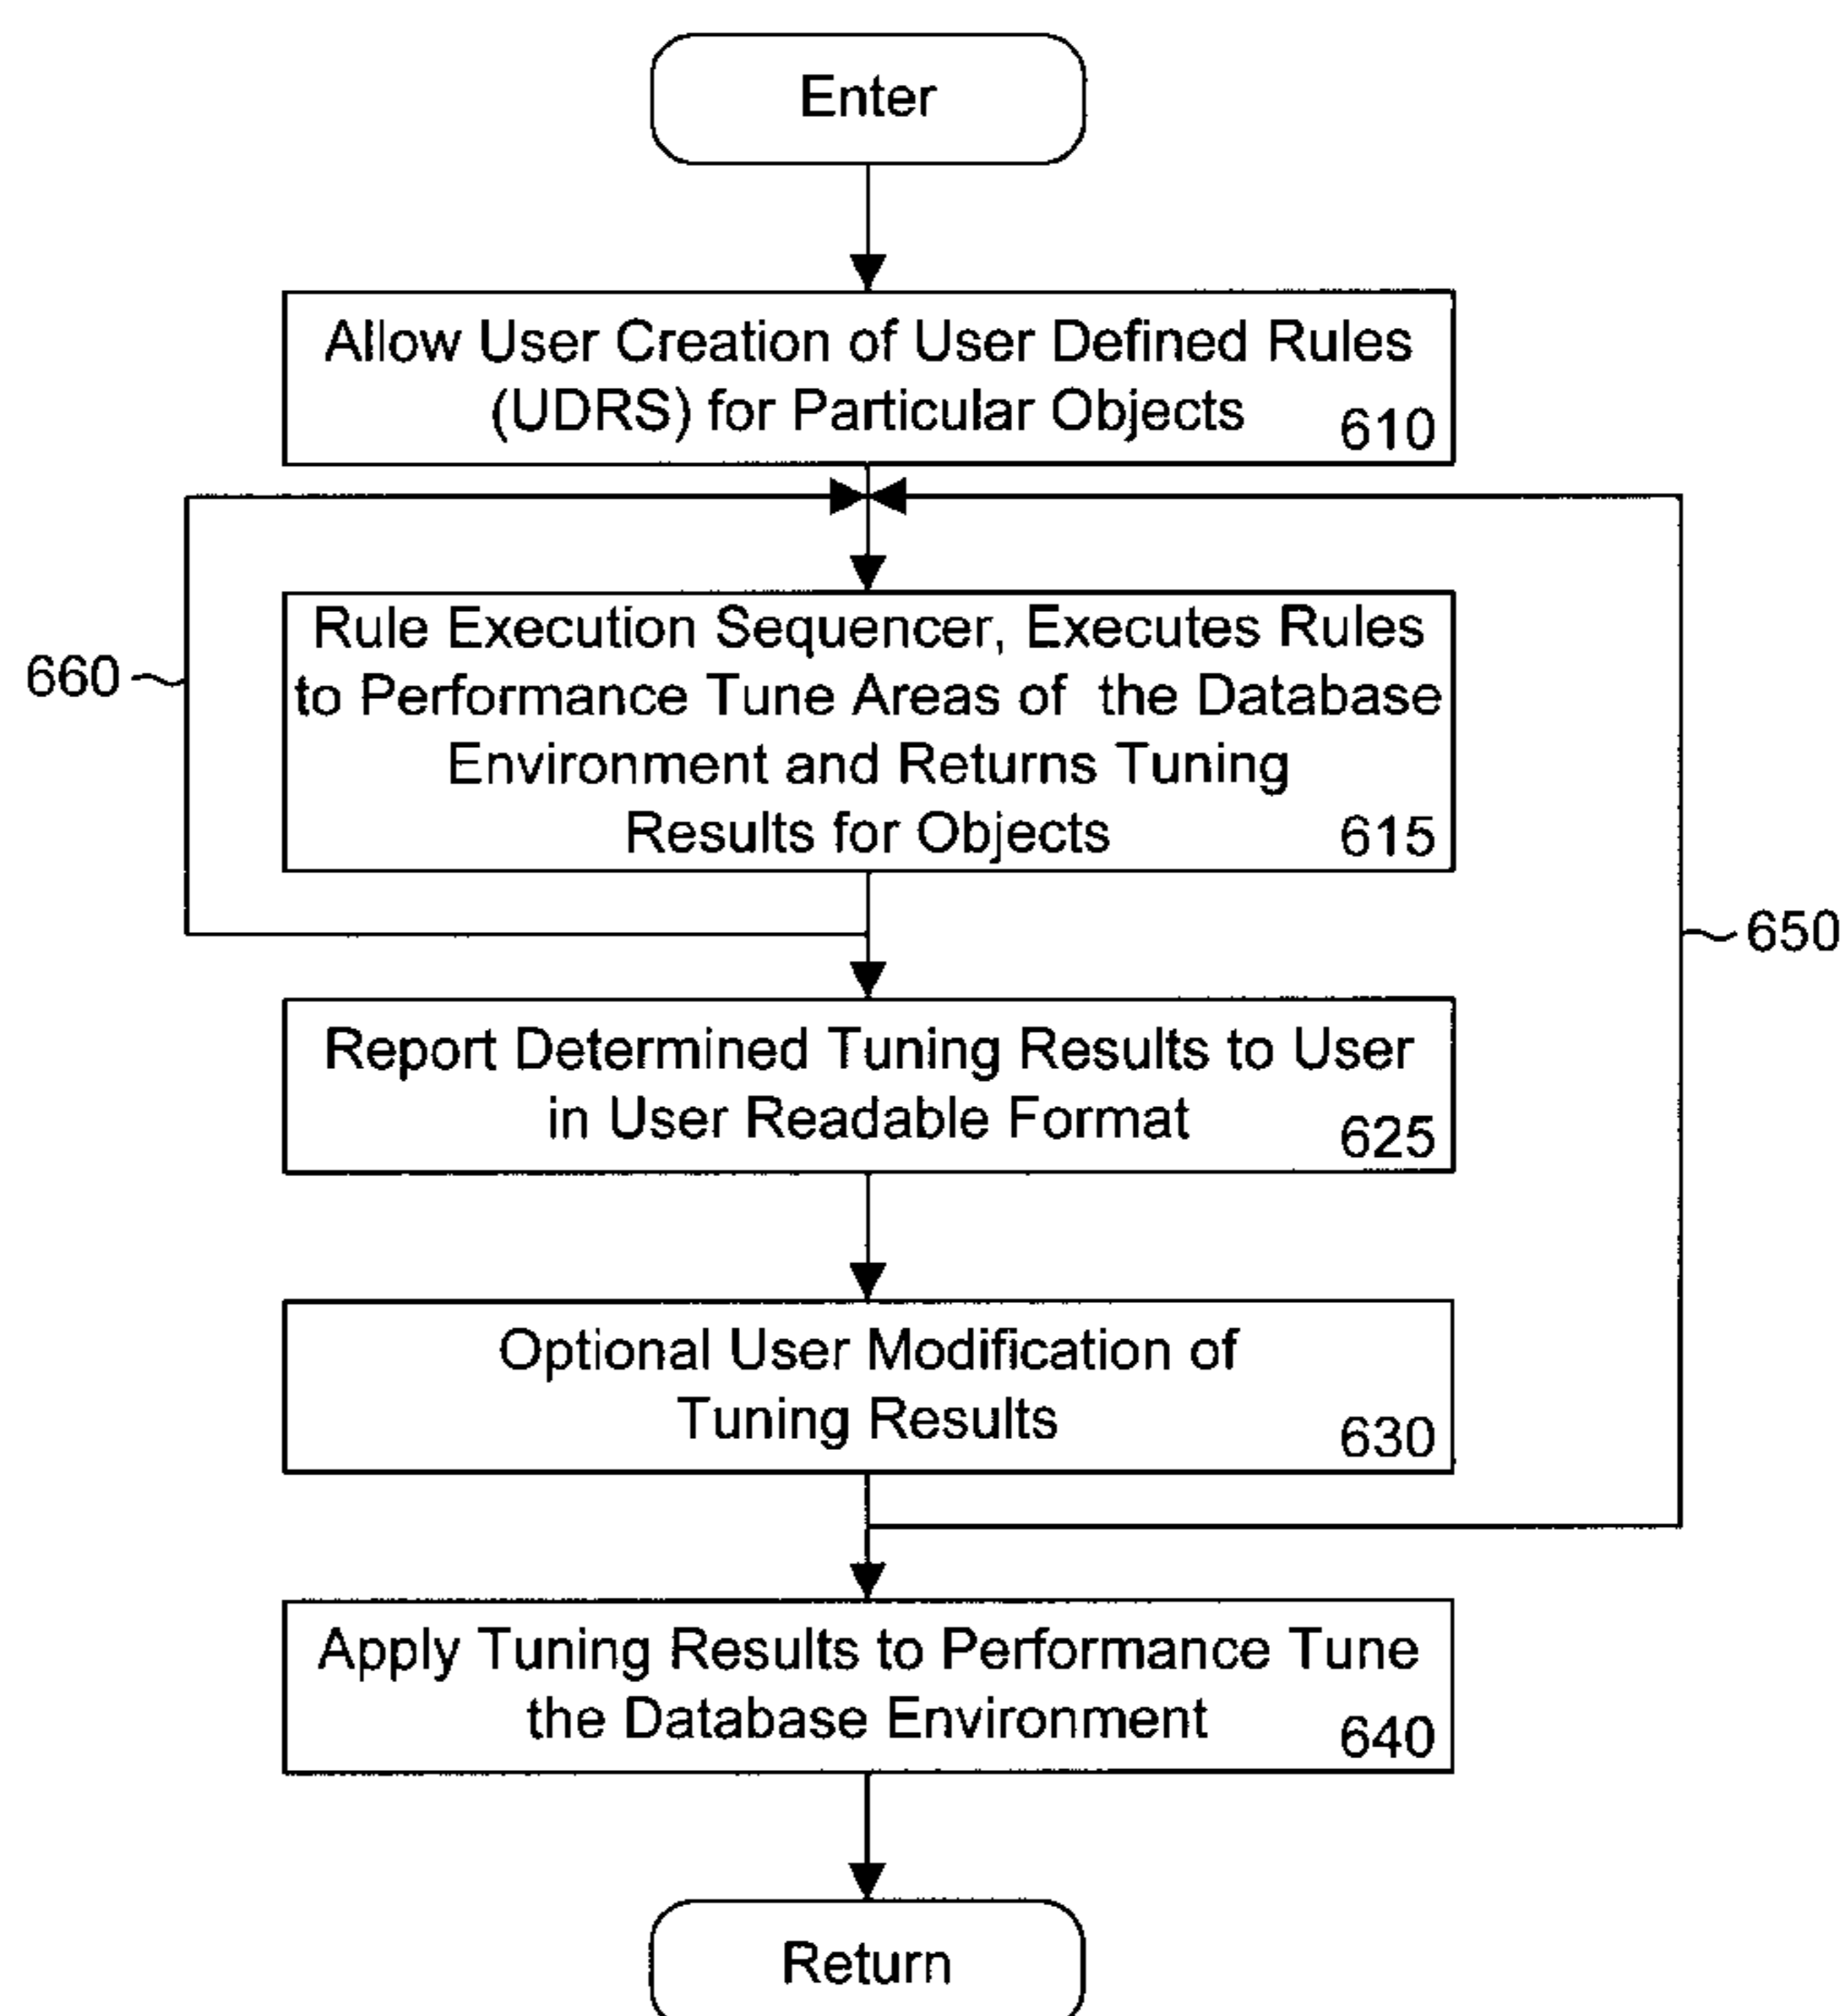 Enter
Allow User Creation of User Defined Rules
(UDRS) for Particular Objects
610
Rule Execution Sequencer, Executes Rules
to Performance Tune Areas of the Database
Environment and Returns Tuning
Results for Objects
615
660
650
Report Determined Tuning Results to User
in User Readable Format
625
Optional User Modification of
Tuning Results
630
Apply Tuning Results to Performance Tune
the Database Environment
640
Return